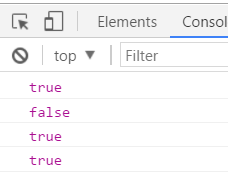 Elements Consol
top ▼ Filter
true
false
true
true